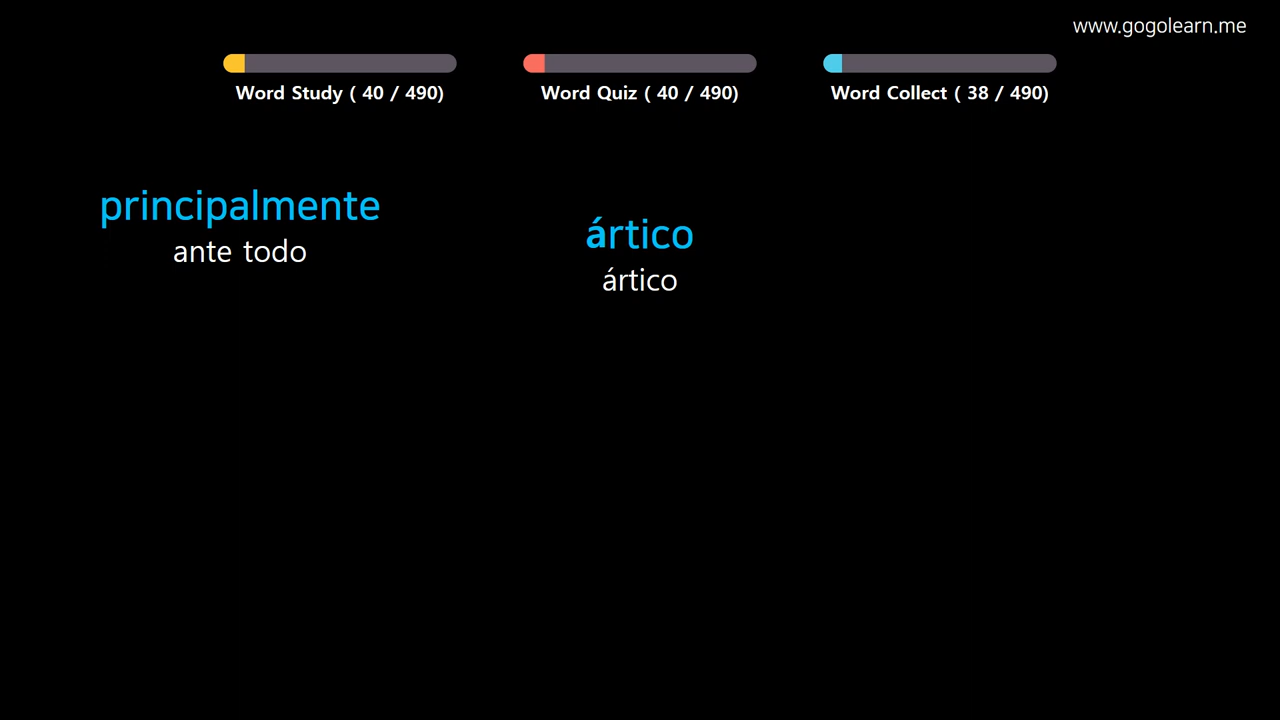 www.gogolearn.me
Word Study ( 40 / 490)
Word Quiz ( 40 / 490)
Word Collect ( 38 / 490)
principalmente
ante todo
ártico
ártico